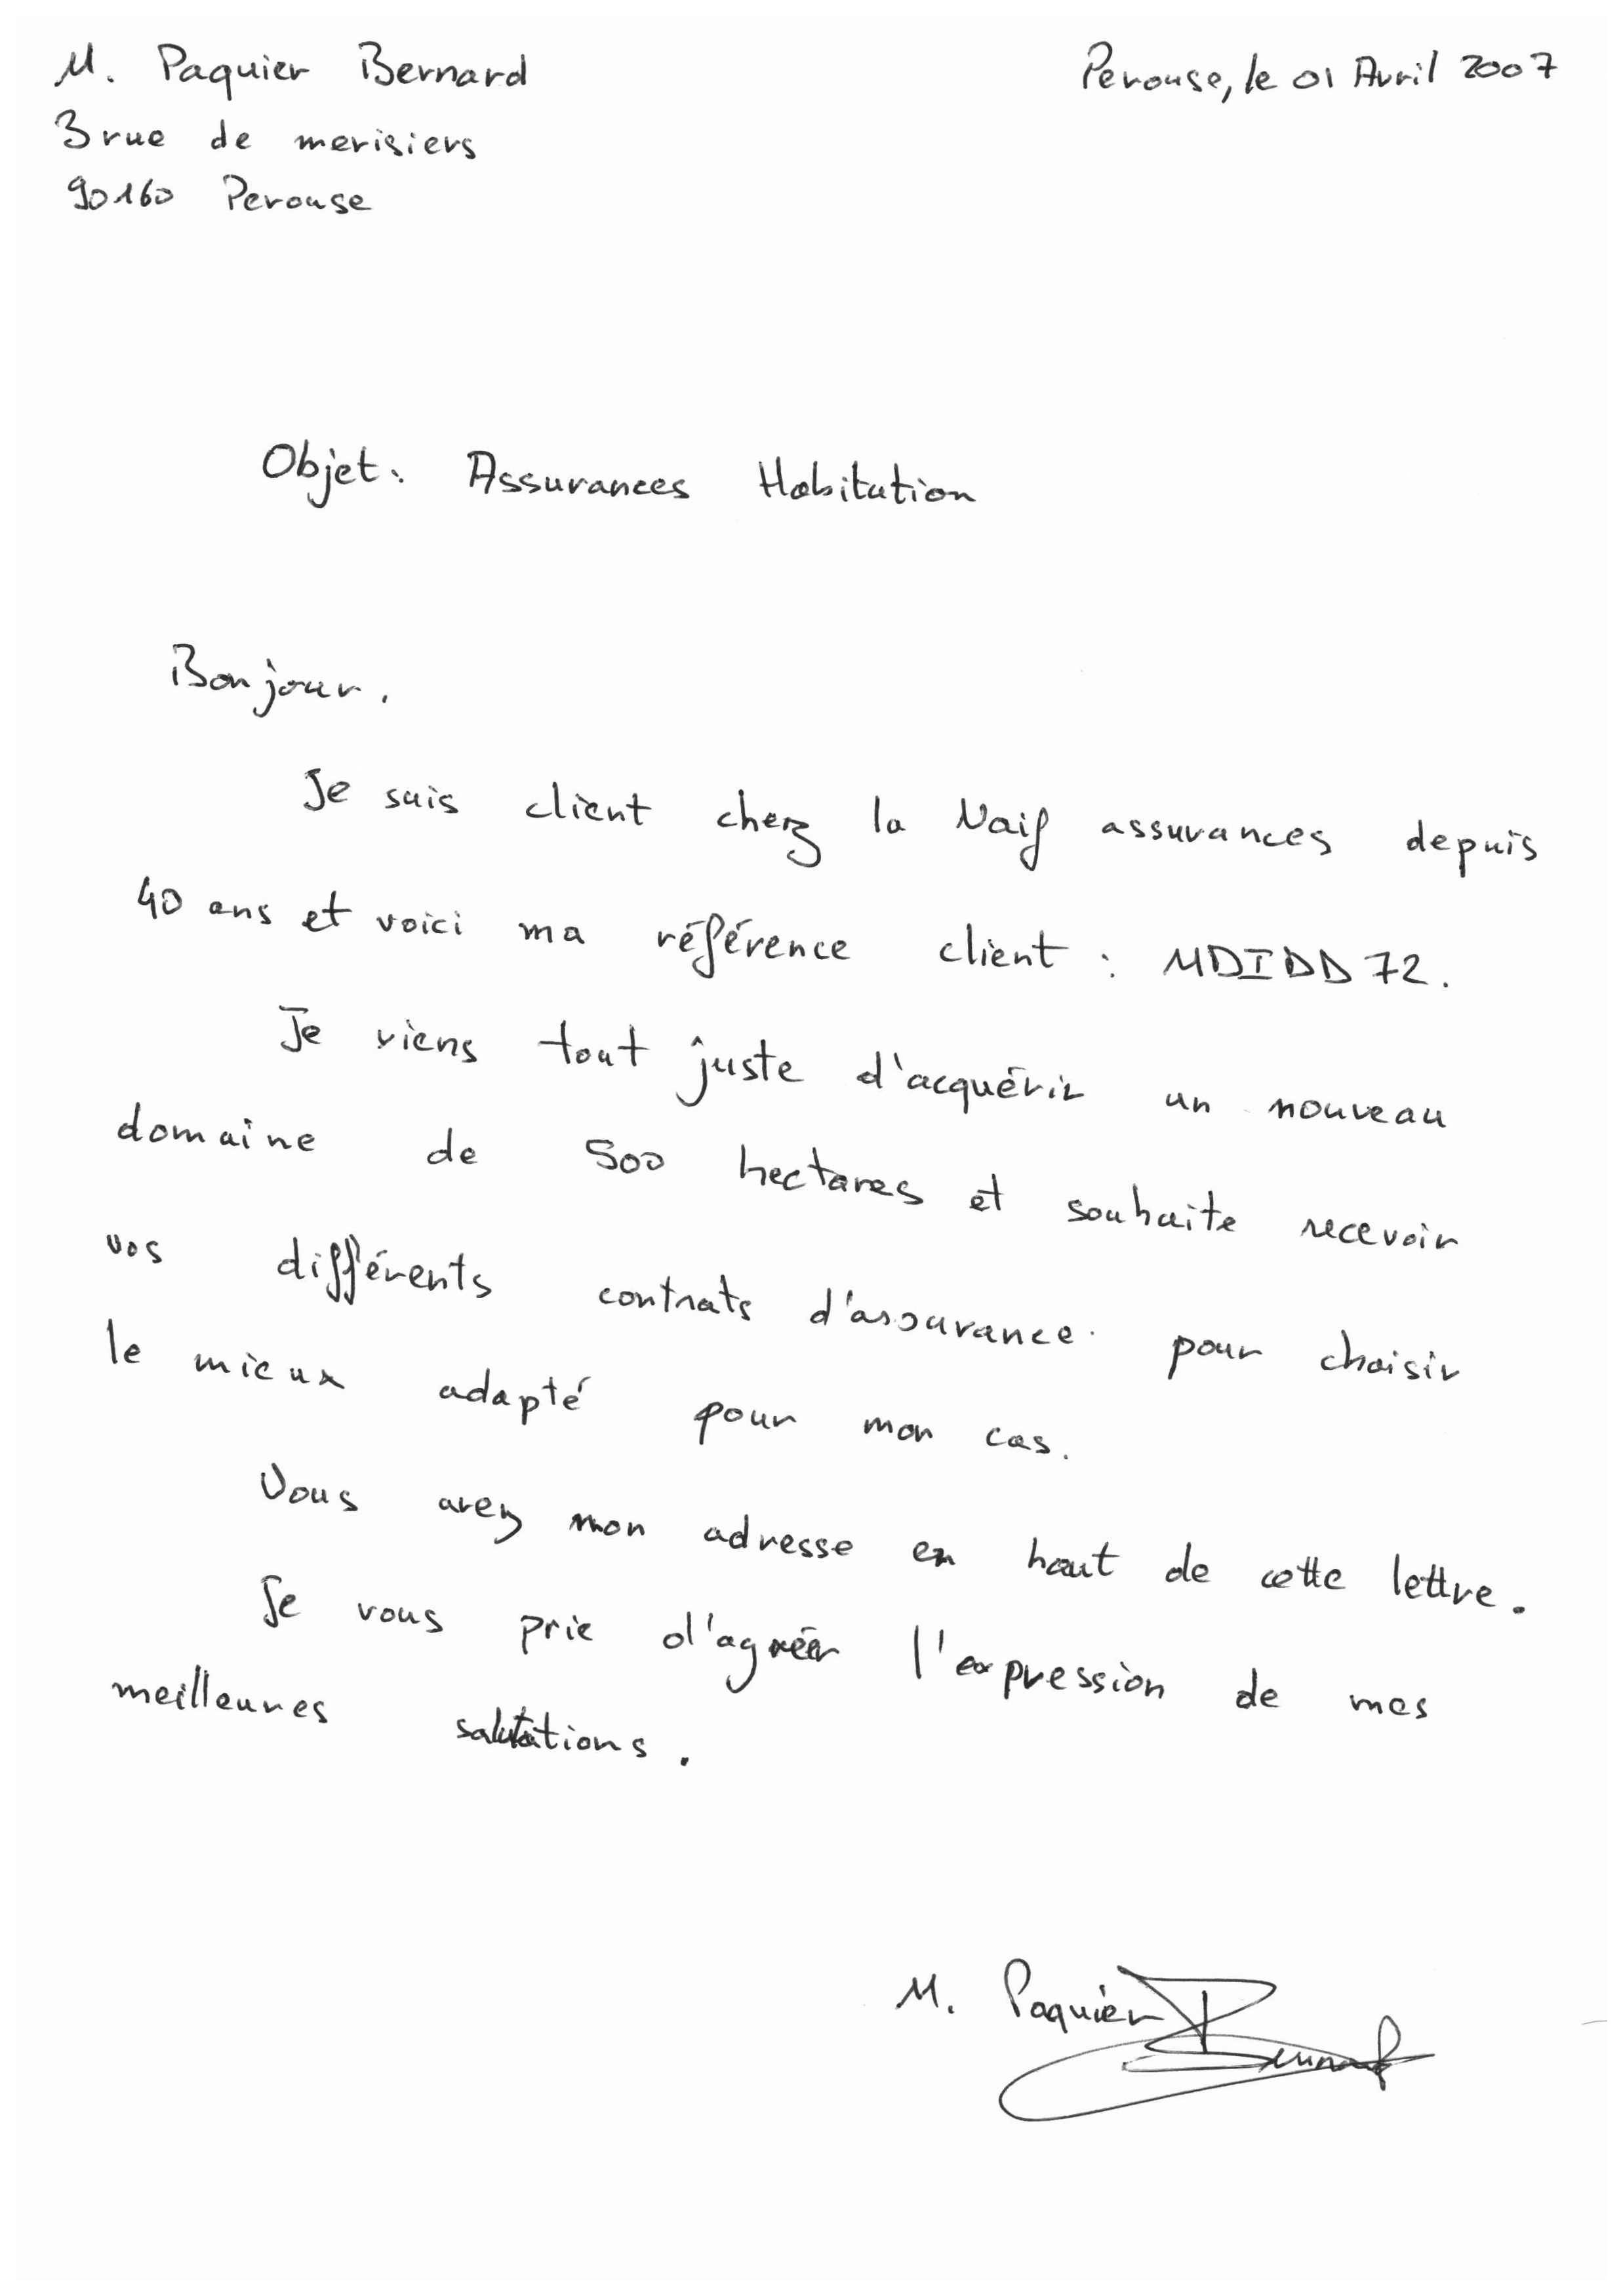 M. Paquier Bernard
Perouse, le 01 Avril 2007
3 rue de merisiers
90160 Perouse
Objet : Assurances Habitation
Bonjour.
Je suis client chez la Naif assurances depuis
40 ans et voici ma référence client : MDIDD72.
Je viens tout juste d'acquérir un nouveau
domaine de 500 hectares et souhaite recevoir
vos différents contrats d'assurance pour choisir
le mieux adapté pour mon cas.
Vous avez mon adresse en haut de cette lettre.
Je vous prie d'agréer l'expression de mes
meilleures salutations.
M. Paquier Bernard